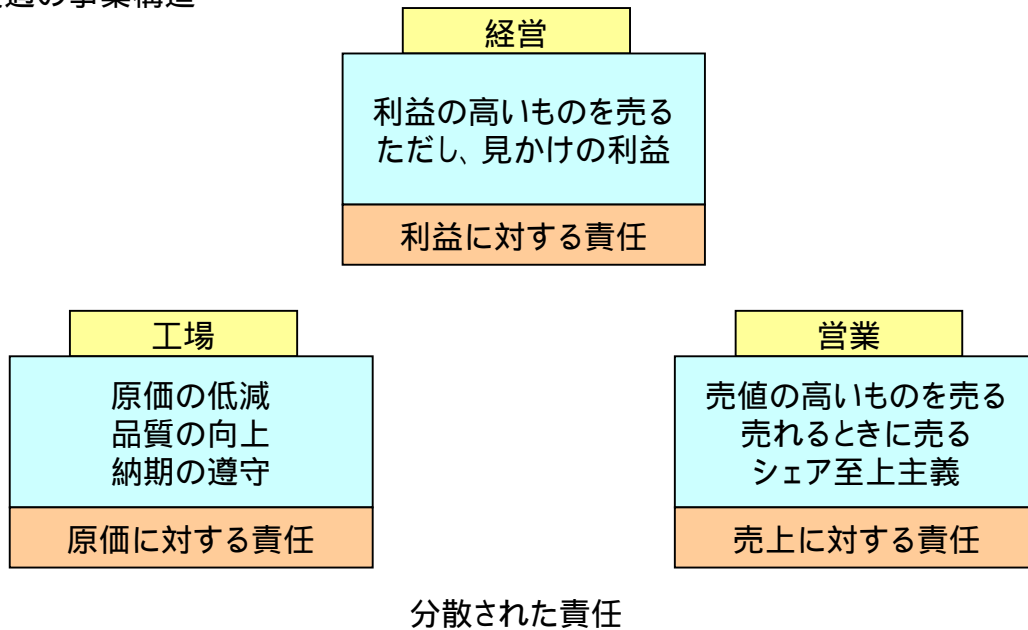 の事業構造
経営
利益の高いものを売る
ただし、見かけの利益
利益に対する責任
工場
原価の低減
品質の向上
納期の遵守
原価に対する責任
営業
売値の高いものを売る
売れるときに売る
シェア至上主義
売上に対する責任
分散された責任